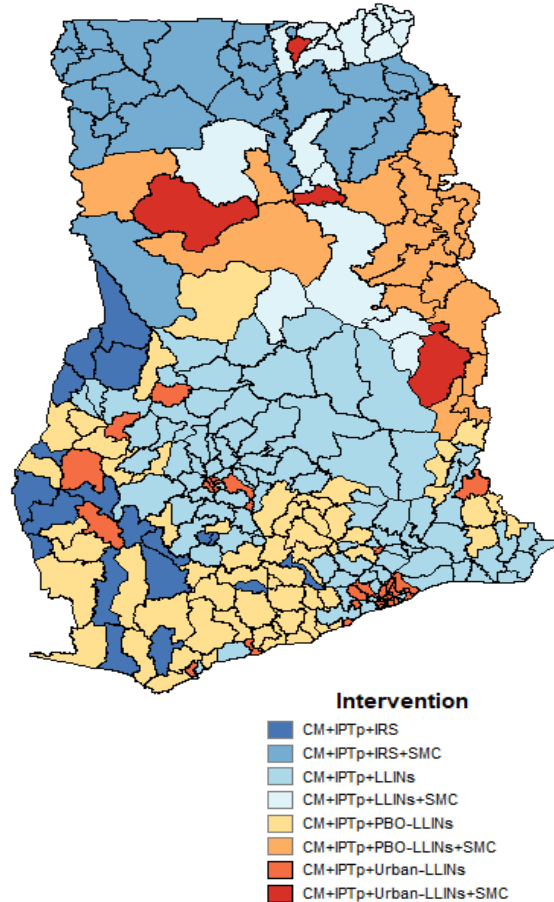 Intervention
CM+IPTp+IRS
CM+IPTp+IRS+SMC
CM+IPTp+LLINs
CM+IPTp+LLINs+SMC
CM+IPTp+PBO-LLINs
CM+IPTp+PBO-LLINs+SMC
CM+IPTp+Urban-LLINs
CM+IPTp+Urban-LLINs+SMC